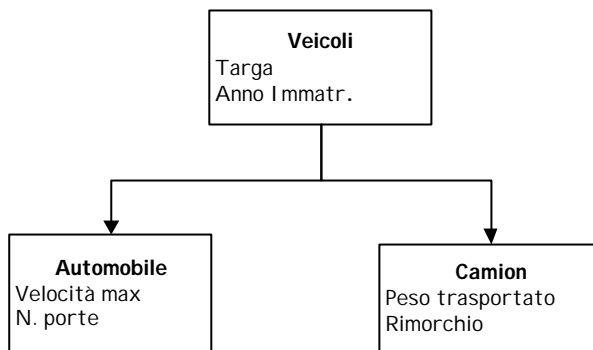 Veicoli
Targa
Anno Immatr.
Automobile
Velocità max
N. porte
Camion
Peso trasportato
Rimorchio